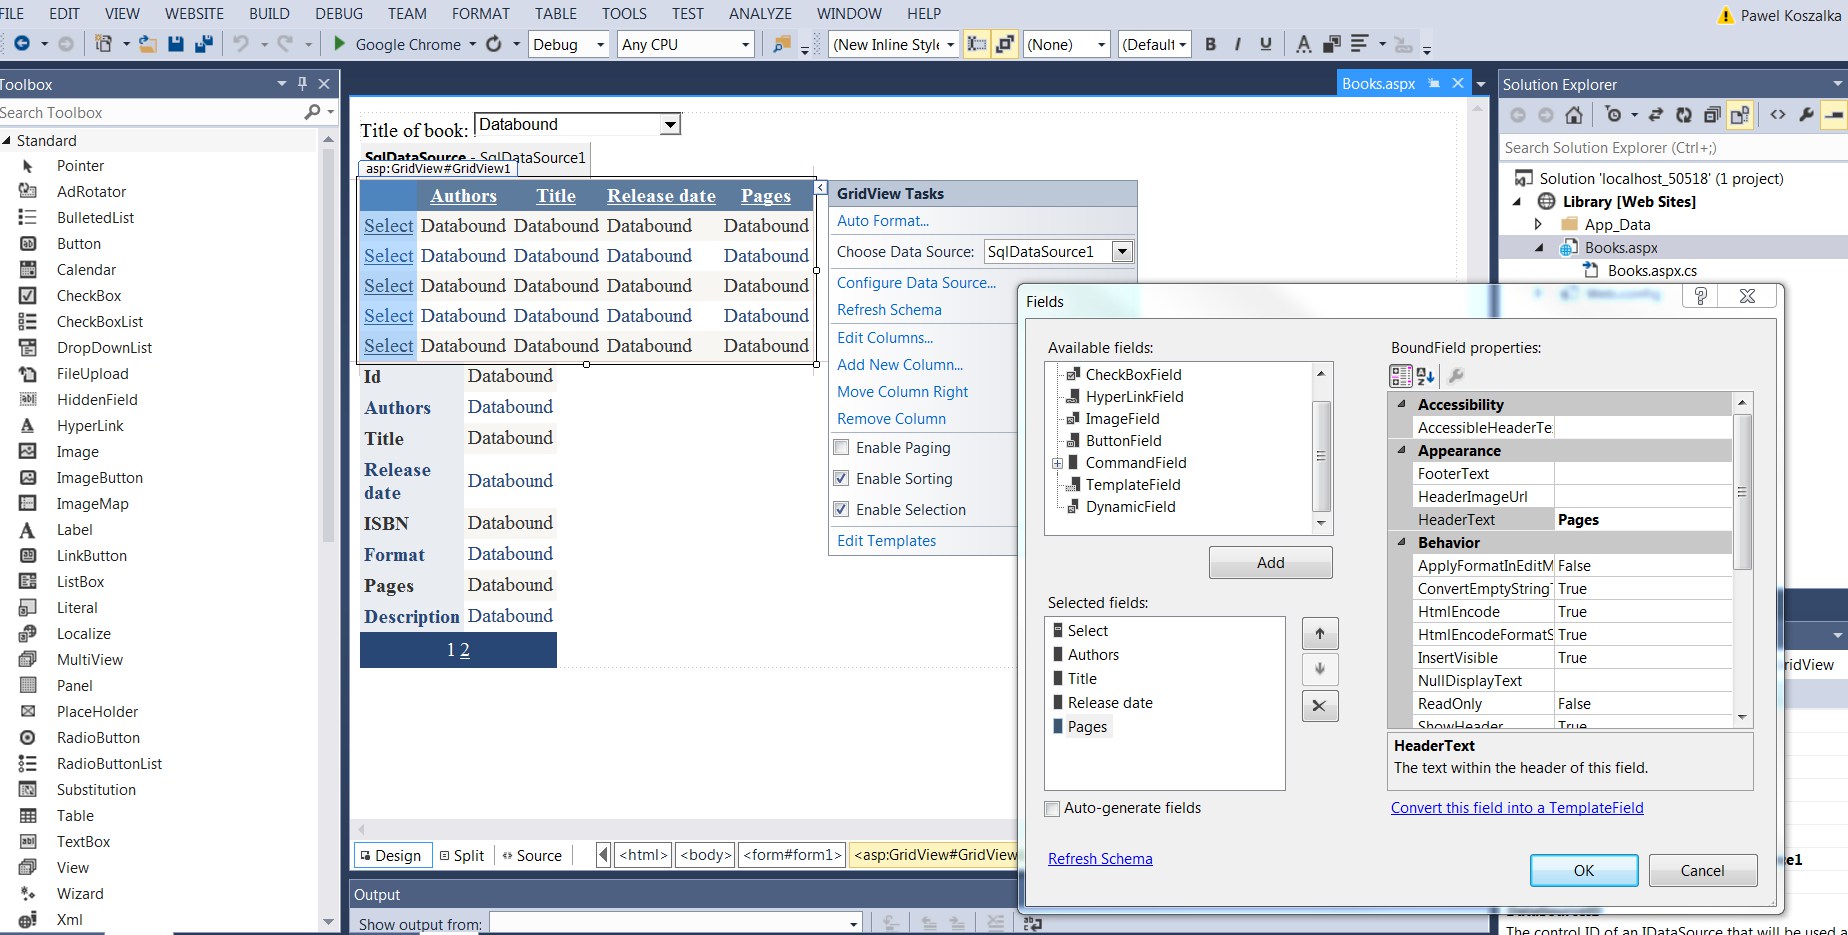 FILE EDIT VIEW WEBSITE BUILD DEBUG TEAM FORMAT TABLE TOOLS TEST ANALYZE WINDOW HELP
Pawel Koszalka
Google Chrome Debug Any CPU (New Inline Style (None) (Default B I U A
Toolbox
Search Toolbox
Standard
Pointer
AdRotator
BulletedList
Button
Calendar
CheckBox
CheckBoxList
DropDownList
FileUpload
HiddenField
HyperLink
Image
ImageButton
ImageMap
Label
LinkButton
ListBox
Literal
Localize
MultiView
Panel
PlaceHolder
RadioButton
RadioButtonList
Substitution
Table
TextBox
View
Wizard
Xml
Books.aspx
Title of book: Databound
SqlDataSource - SqlDataSource1
asp:GridView#GridView1
Authors Title Release date Pages
Select Databound Databound Databound Databound
Select Databound Databound Databound Databound
Select Databound Databound Databound Databound
Select Databound Databound Databound Databound
Select Databound Databound Databound Databound
Id Databound
Authors Databound
Title Databound
Release date Databound
ISBN Databound
Format Databound
Pages Databound
Description Databound
1 2
GridView Tasks
Auto Format...
Choose Data Source: SqlDataSource1
Configure Data Source...
Refresh Schema
Edit Columns...
Add New Column...
Move Column Right
Remove Column
Enable Paging
Enable Sorting
Enable Selection
Edit Templates
Design Split Source <html> <body> <form#form1> <asp:GridView#GridView
Output
Show output from:
Solution Explorer
Search Solution Explorer (Ctrl+;)
Solution 'localhost_50518' (1 project)
Library [Web Sites]
App_Data
Books.aspx
Books.aspx.cs
Fields
Available fields:
CheckBoxField
HyperLinkField
ImageField
ButtonField
CommandField
TemplateField
DynamicField
Add
Selected fields:
Select
Authors
Title
Release date
Pages
Auto-generate fields
Refresh Schema
BoundField properties:
Accessibility
AccessibleHeaderTe
Appearance
FooterText
HeaderImageUrl
HeaderText Pages
Behavior
ApplyFormatInEditM False
ConvertEmptyString True
HtmlEncode True
HtmlEncodeFormatS True
InsertVisible True
NullDisplayText
ReadOnly False
ShowHeader True
HeaderText
The text within the header of this field.
Convert this field into a TemplateField
OK Cancel
ridView
e1
The control ID of an IDataSource that will be used a